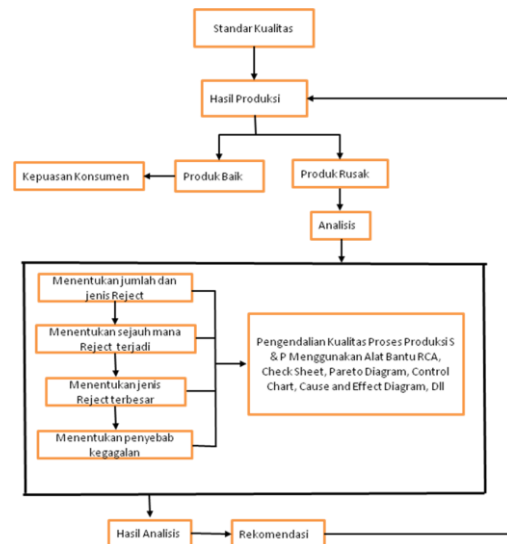 Standar Kualitas
Hasil Produksi
Kepuasan Konsumen
Produk Baik
Produk Rusak
Analisis
Menentukan jumlah dan
jenis Reject
Menentukan sejauh mana
Reject terjadi
Menentukan jenis
Reject terbesar
Menentukan penyebab
kegagalan
Pengendalian Kualitas Proses Produksi S
& P Menggunakan Alat Bantu RCA,
Check Sheet, Pareto Diagram, Control
Chart, Cause and Effect Diagram, Dll
Hasil Analisis
Rekomendasi